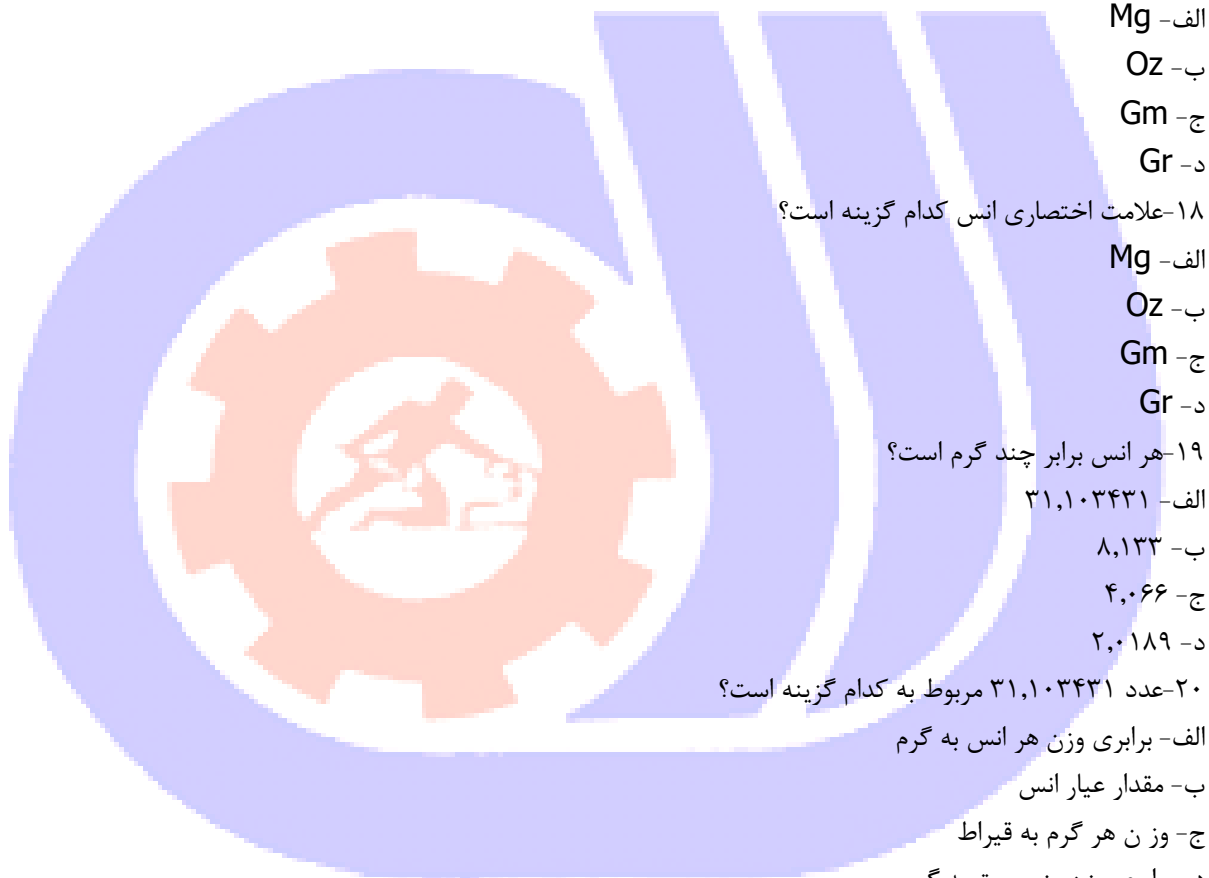 الف- Mg
ب- Oz
ج- Gm
د- Gr
۱۸-علامت اختصاری انس کدام گزینه است؟
الف- Mg
ب- Oz
ج- Gm
د- Gr
۱۹-هر انس برابر چند گرم است؟
الف- ۳۱,۱۰۳۴۳۱
ب- ۸,۱۳۳
ج- ۴,۰۶۶
د- ۲,۰۱۸۹
۲۰-عدد ۳۱,۱۰۳۴۳۱ مربوط به کدام گزینه است؟
الف- برابری وزن هر انس به گرم
ب- مقدار عیار انس
ج- وز ن هر گرم به قیراط